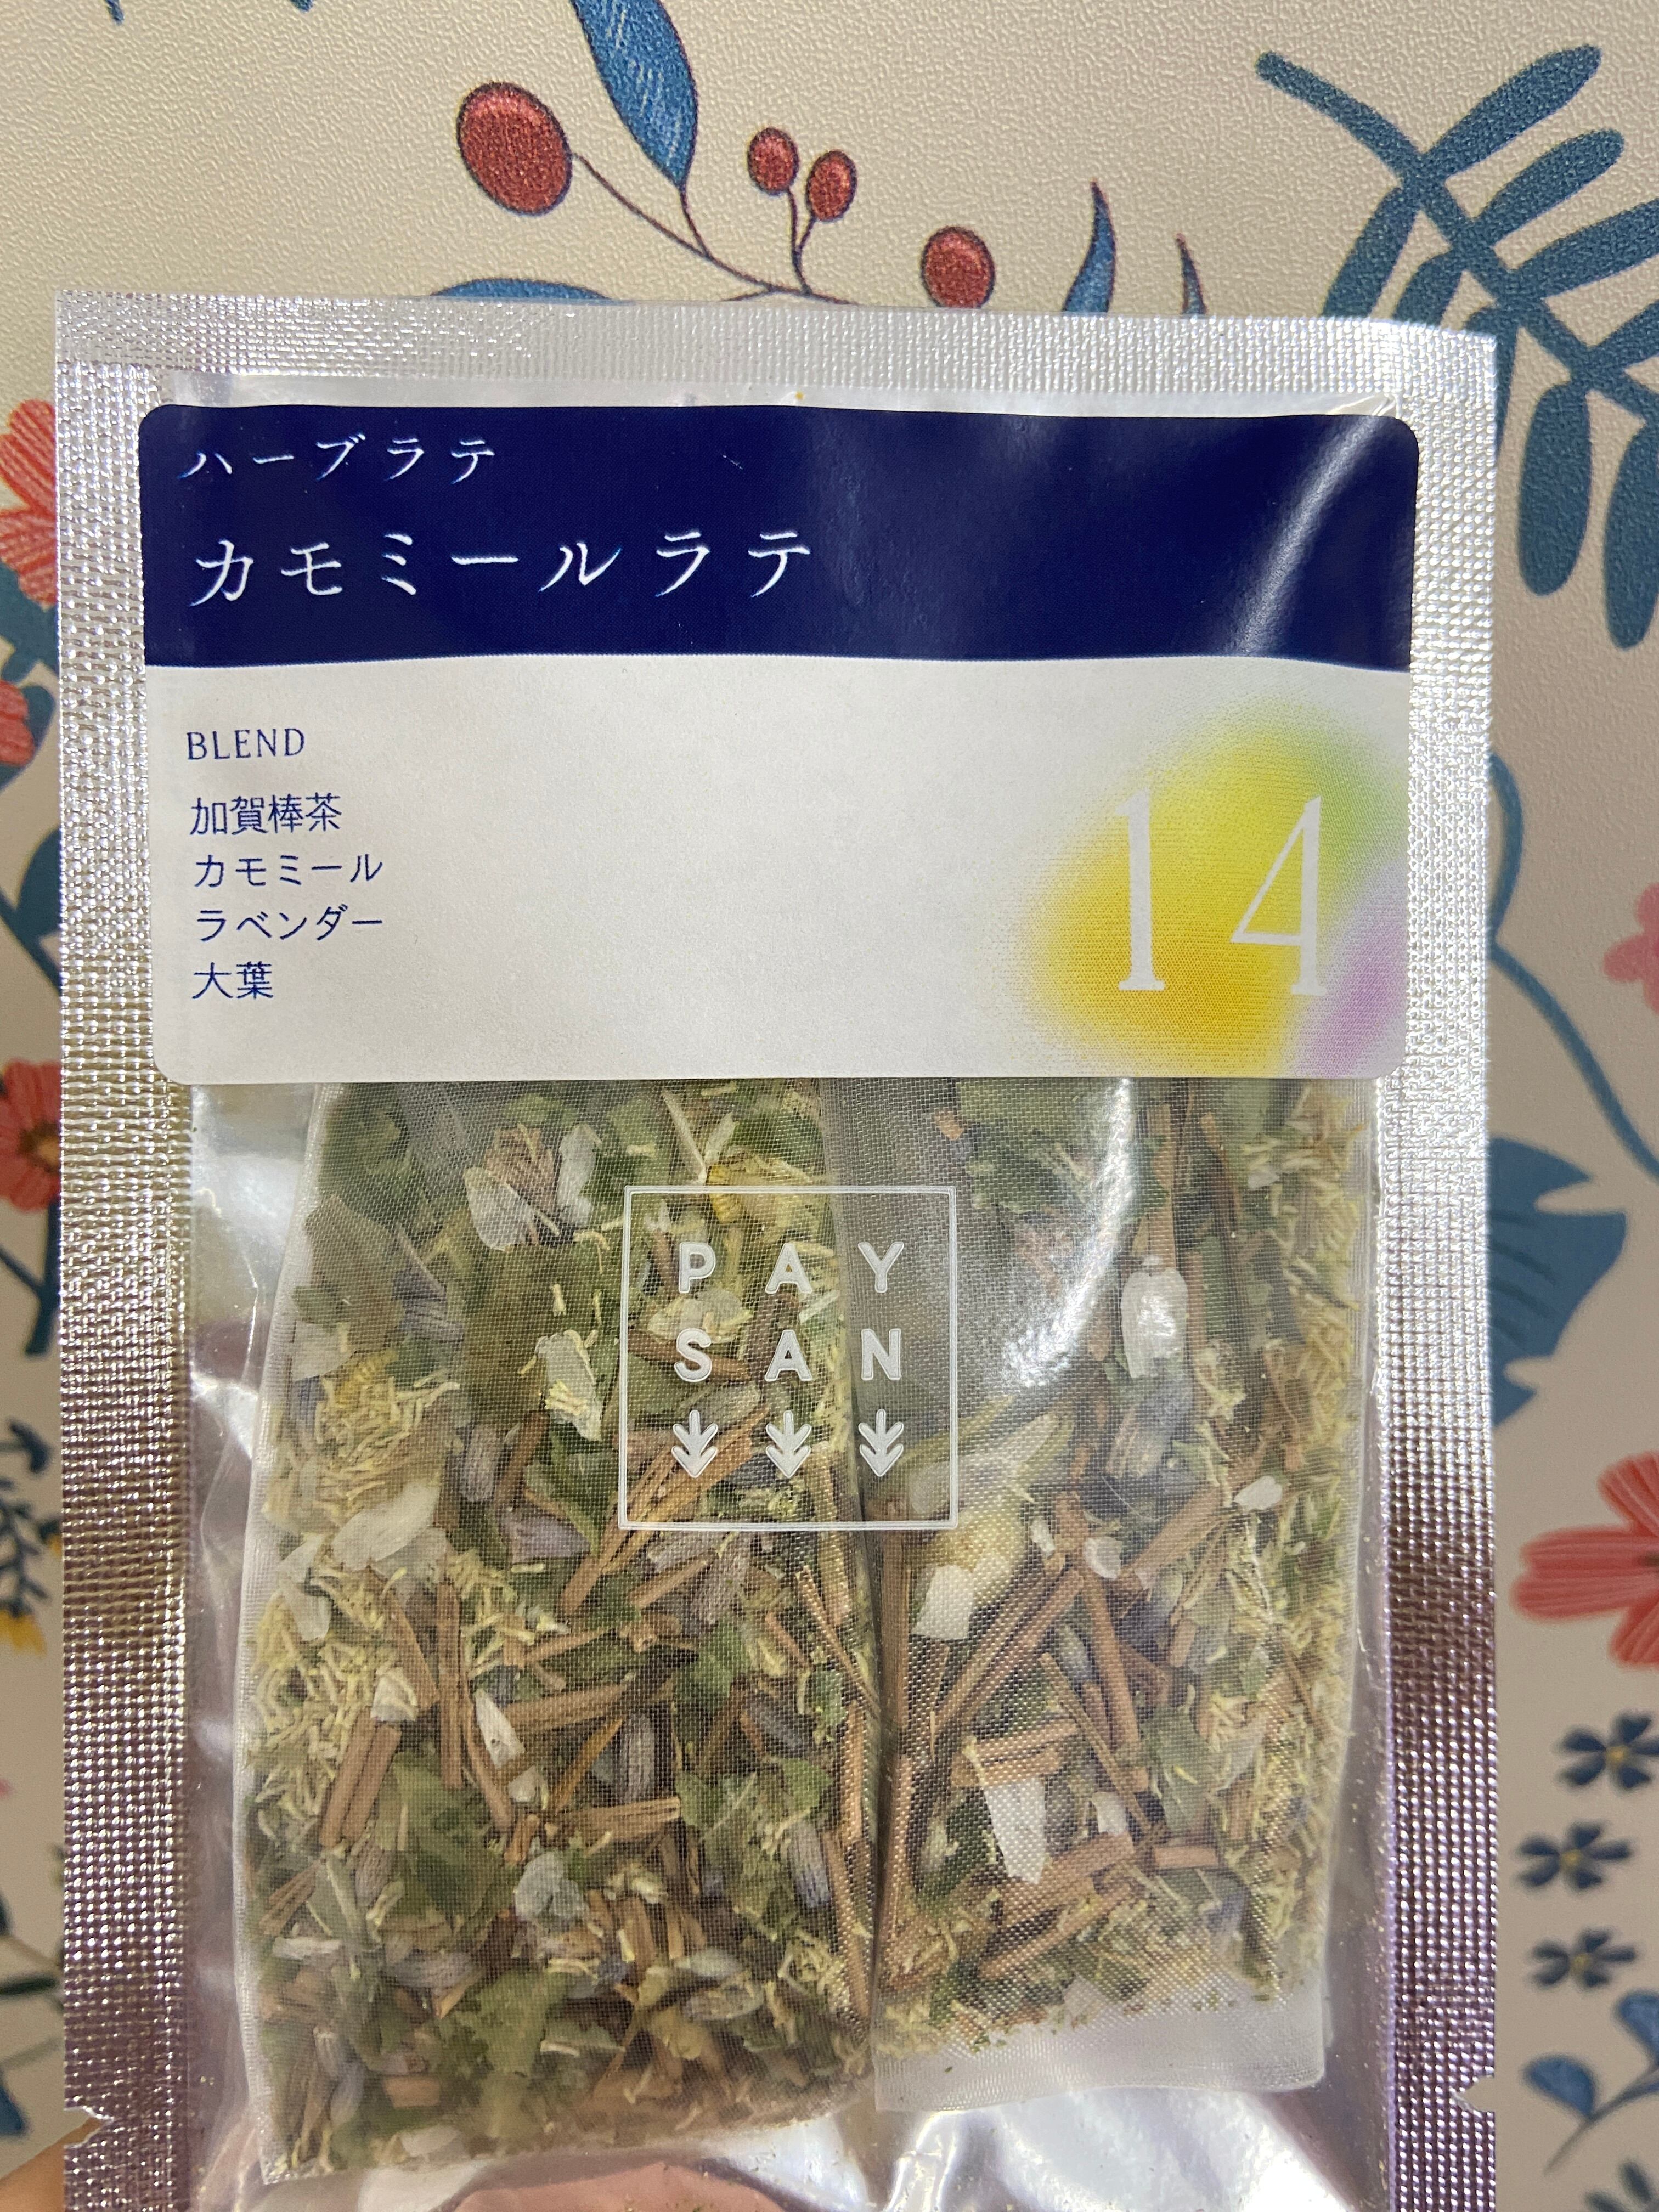 ハーブラテ
カモミールラテ
BLEND
加賀棒茶
カモミール
ラベンダー
大葉
14
PAY
SAN